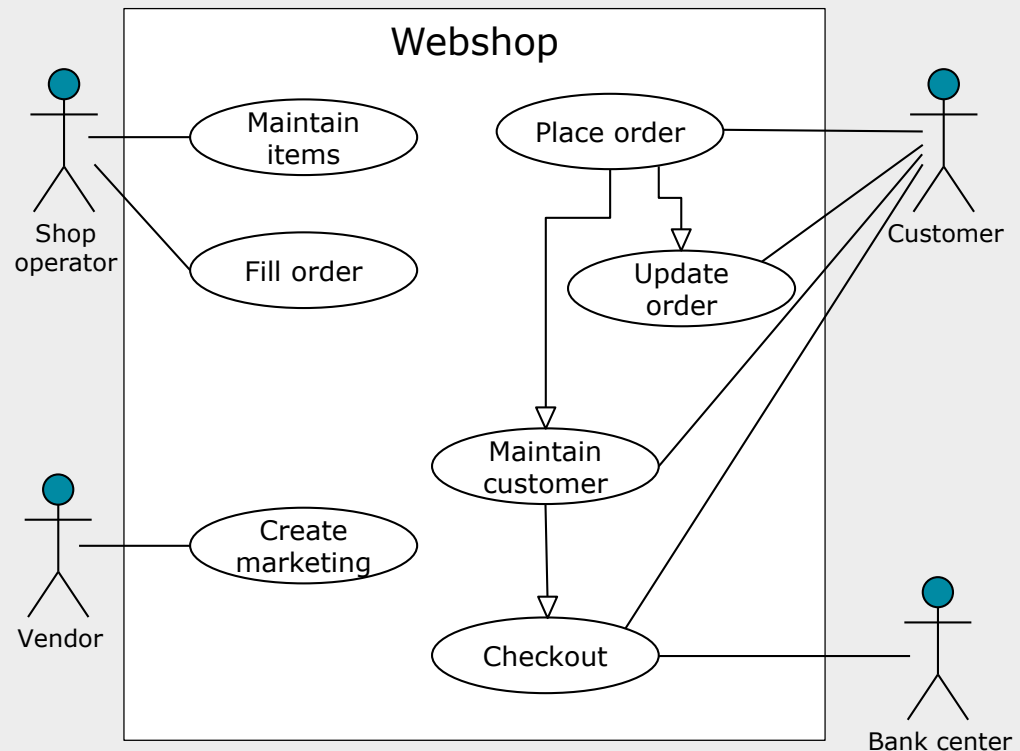 Webshop
Maintain
items
Place order
Shop
operator
Customer
Fill order
Update
order
Maintain
customer
Create
marketing
Vendor
Checkout
Bank center